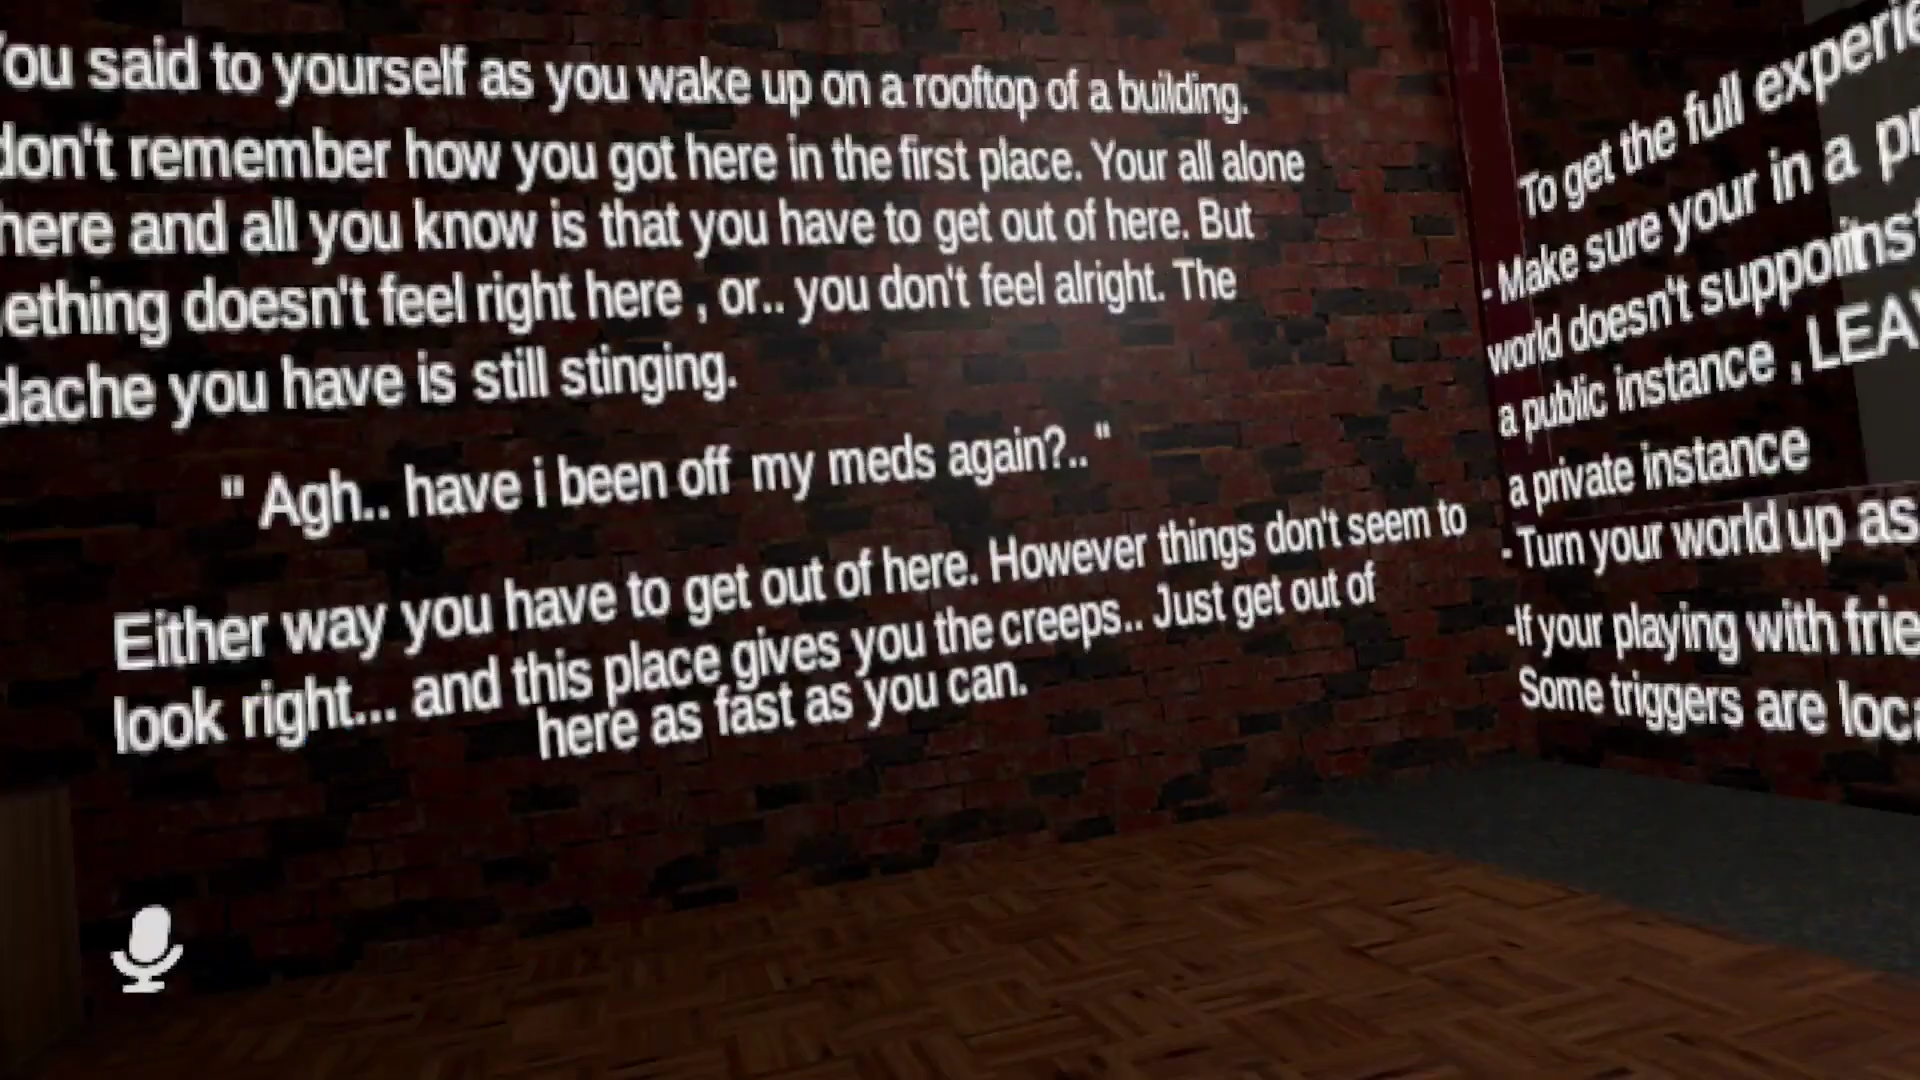 You said to yourself as you wake up on a rooftop of a building.
don't remember how you got here in the first place. Your all alone
here and all you know is that you have to get out of here. But
ething doesn't feel right here , or.. you don't feel alright. The
dache you have is still stinging.
" Agh.. have i been off my meds again?.. "
Either way you have to get out of here. However things don't seem to
look right... and this place gives you the creeps.. Just get out of
here as fast as you can.
To get the full experie
- Make sure your in a pr
world doesn't support inst
a public instance , LEAV
a private instance
- Turn your world up as
-If your playing with frie
Some triggers are loca